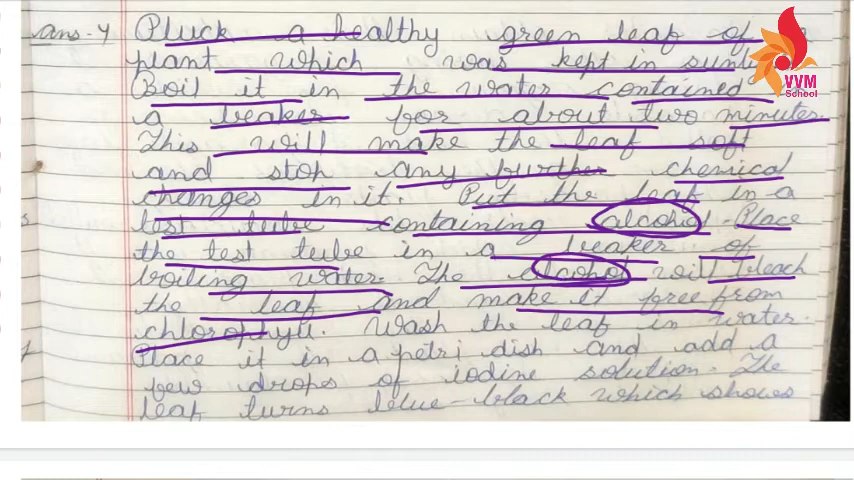 ans-4 Pluck a healthy green leaf of a
plant which was kept in sunlight
Boil it in the water contained in
a beaker for about two minutes.
This will make the leaf soft
and stop any further chemical
changes in it. Put the leaf in a
test tube containing alcohol. Place
the test tube in a beaker of
boiling water. The alcohol will bleach
the leaf and make it free from
chlorophyll. Wash the leaf in water.
Place it in a petri dish and add a
few drops of iodine solution. The
leaf turns blue-black which shows
VVM
School